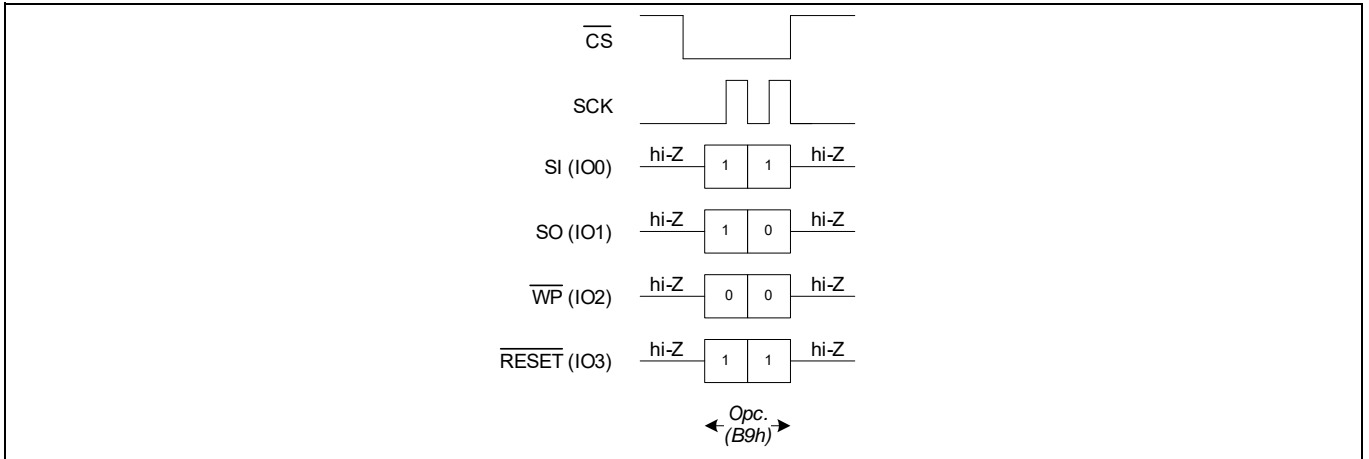 CS
SCK
hi-Z hi-Z
SI (IO0) 1 1
hi-Z hi-Z
SO (IO1) 1 0
hi-Z hi-Z
WP (IO2) 0 0
hi-Z hi-Z
RESET (IO3) 1 1
Opc.
(B9h)